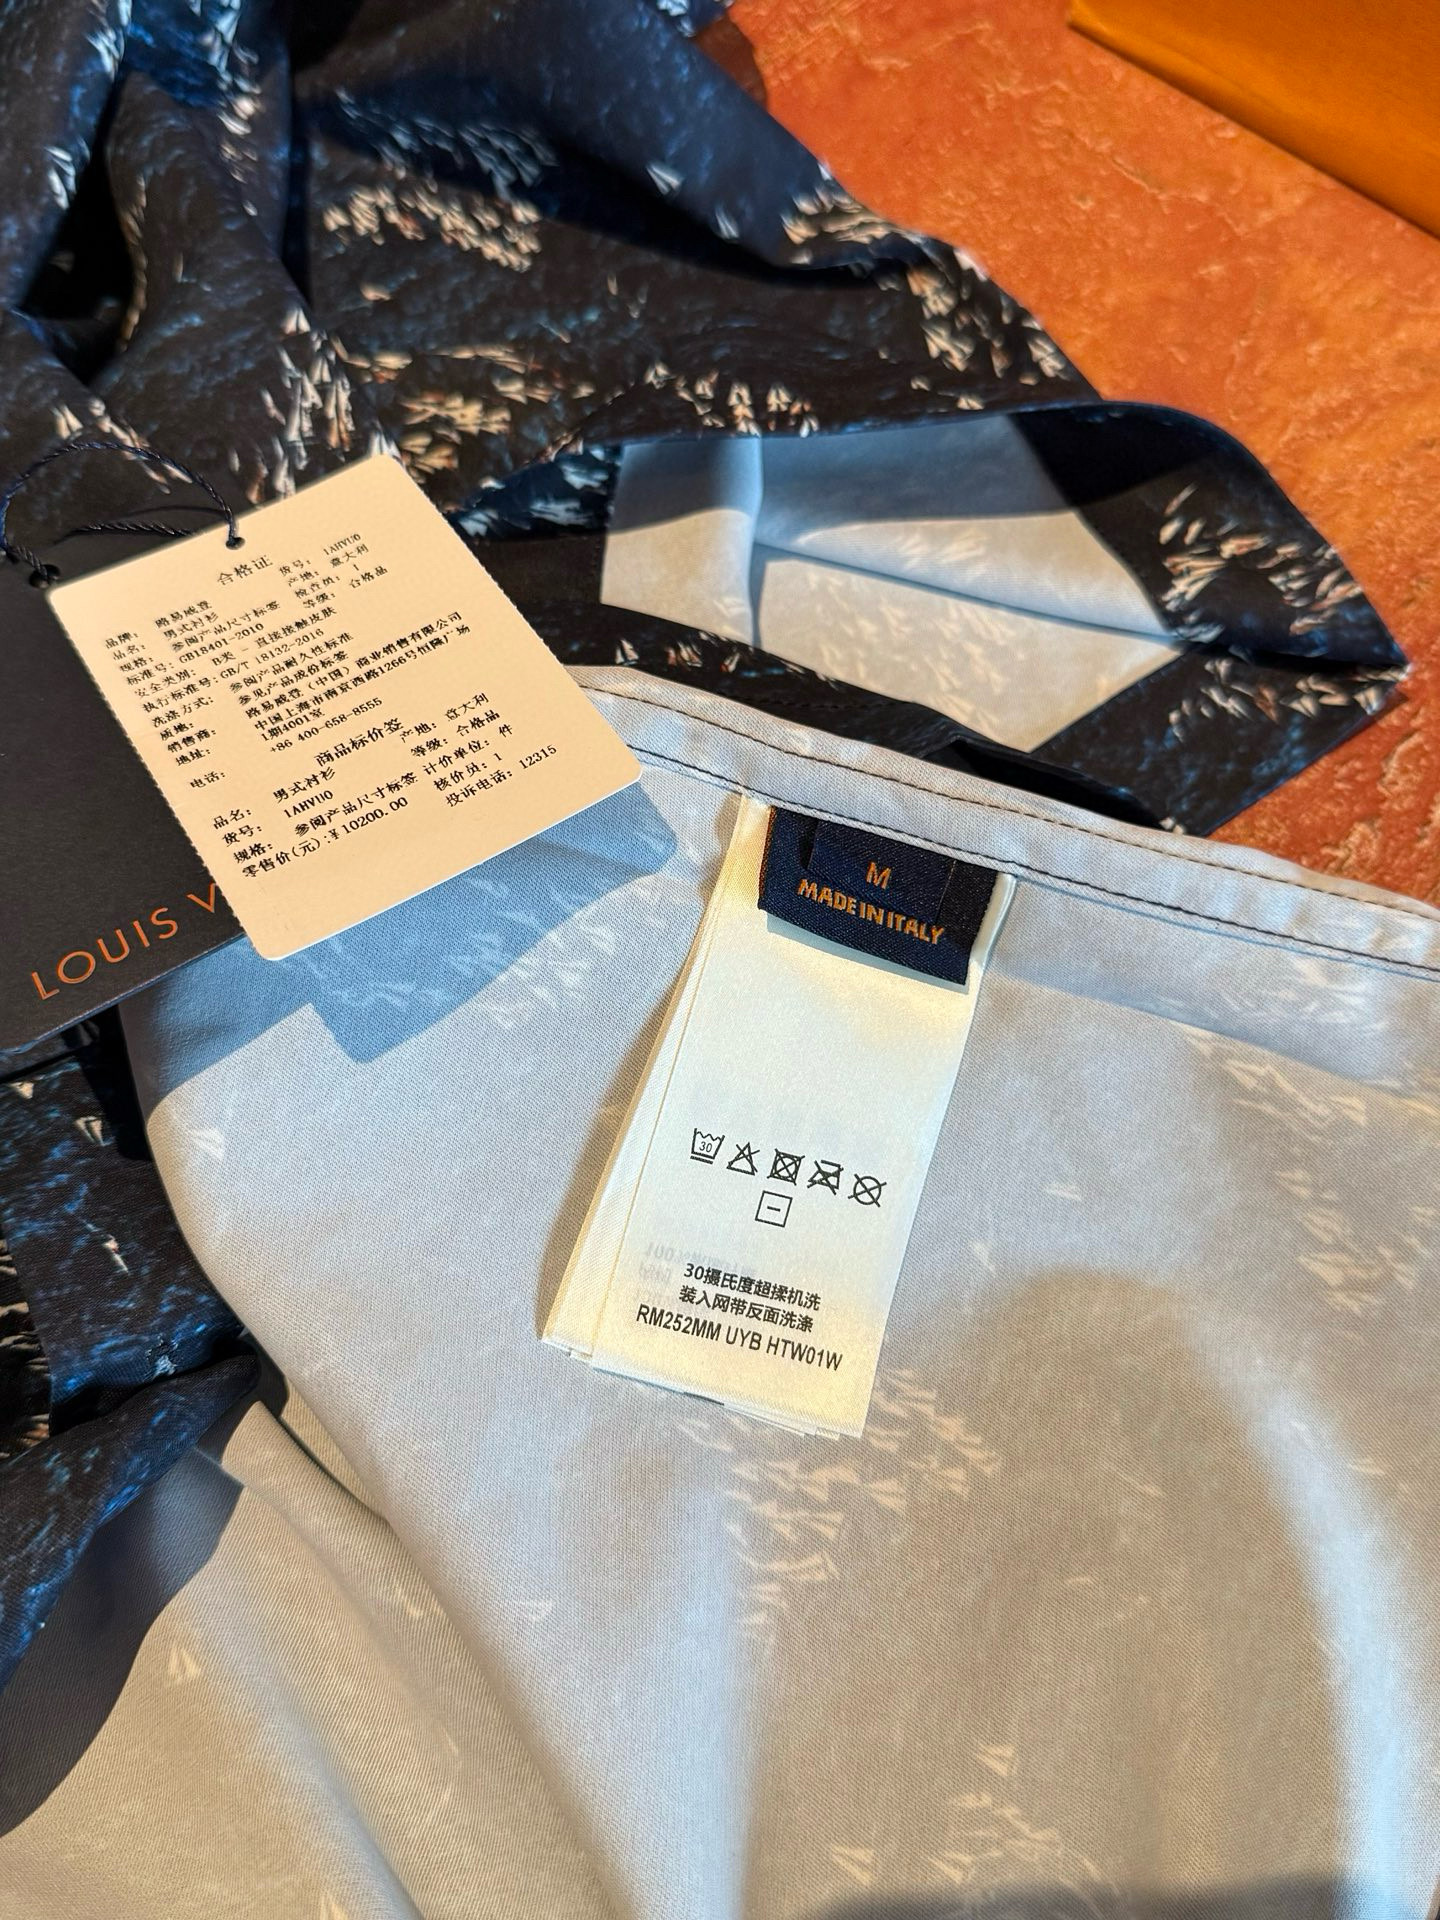 合格证
货号: 1AHVU0
品牌: 路易威登
产地: 意大利
品名: 男式衬衫
检查员: 1
规格: 参阅产品尺寸标签
等级: 合格品
标准号: GB18401-2010
安全类别: B类 - 直接接触皮肤
执行标准号: GB/T 18132-2016
洗涤方式: 参阅产品耐久性标签
质地: 参见产品成份标签
销售商: 路易威登(中国)商业销售有限公司
地址: 中国上海市南京西路1266号恒隆广场
1期4001室
电话: +86 400-658-8555
商品标价签
品名: 男式衬衫
产地: 意大利
货号: 1AHVU0
等级: 合格品
规格: 参阅产品尺寸标签
计价单位: 件
零售价(元):¥10200.00
核价员: 1
投诉电话: 12315
LOUIS V
M
MADE IN ITALY
30
30摄氏度超揉机洗
装入网带反面洗涤
RM252MM UYB HTW01W